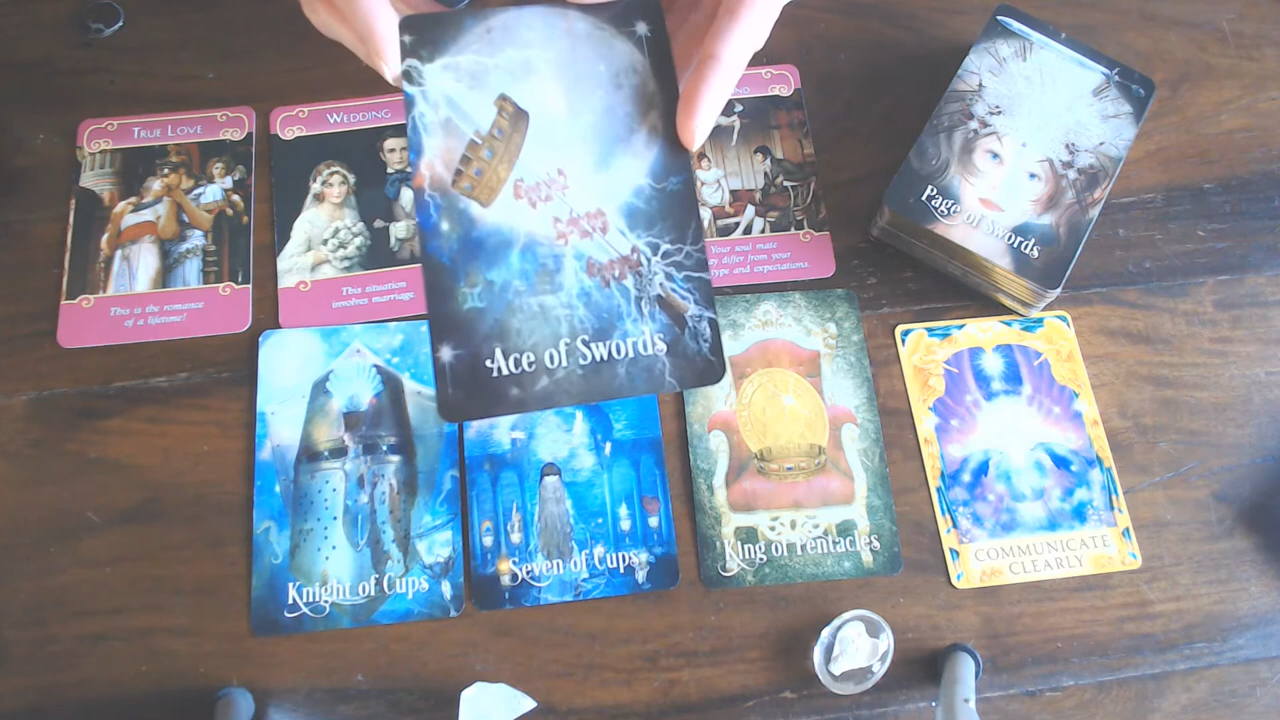 True Love
This is the romance
of a lifetime!
Wedding
This situation
involves marriage.
Your soul mate
differ from your
type and expectations.
Ace of Swords
Page of Swords
Knight of Cups
Seven of Cups
King of Pentacles
COMMUNICATE
CLEARLY